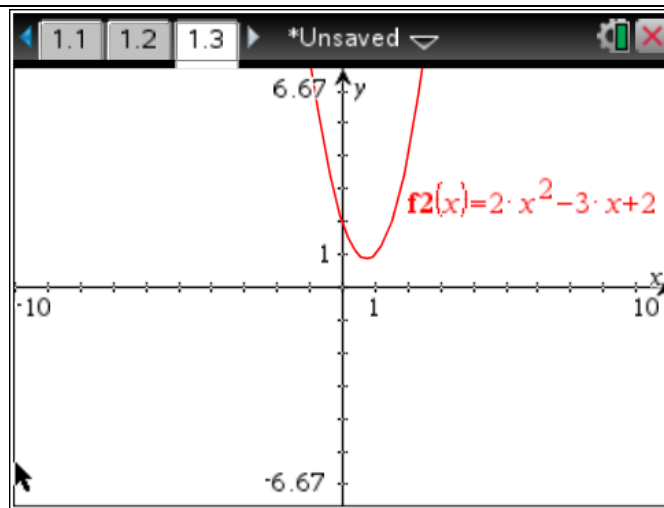 1.1 1.2 1.3 *Unsaved
6.67 y
f2(x)=2·x²−3·x+2
1
x
-10 1 10
-6.67